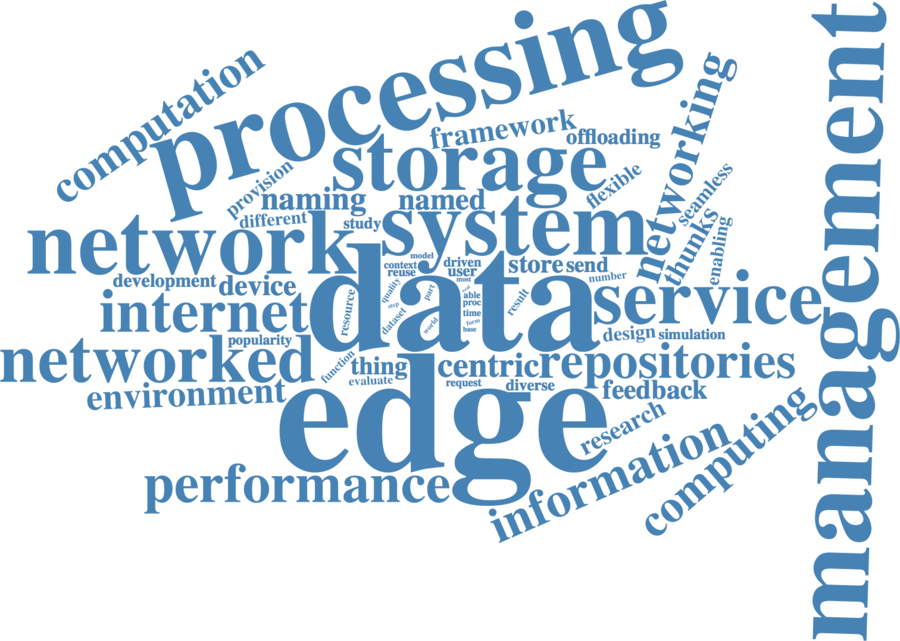 processing
management
computation
framework
offloading
networking
storage
provision
flexible
seamless
naming
named
different
study
system
thunks
enabling
network
model
context
driven
reuse
user
store
send
most
number
development
device
quality
part
real
data
service
internet
resource
step
dataset
world
able
proc
time
form
base
result
design
simulation
popularity
networked
function
thing
centric
repositories
evaluate
request
diverse
feedback
environment
edge
research
computing
information
performance